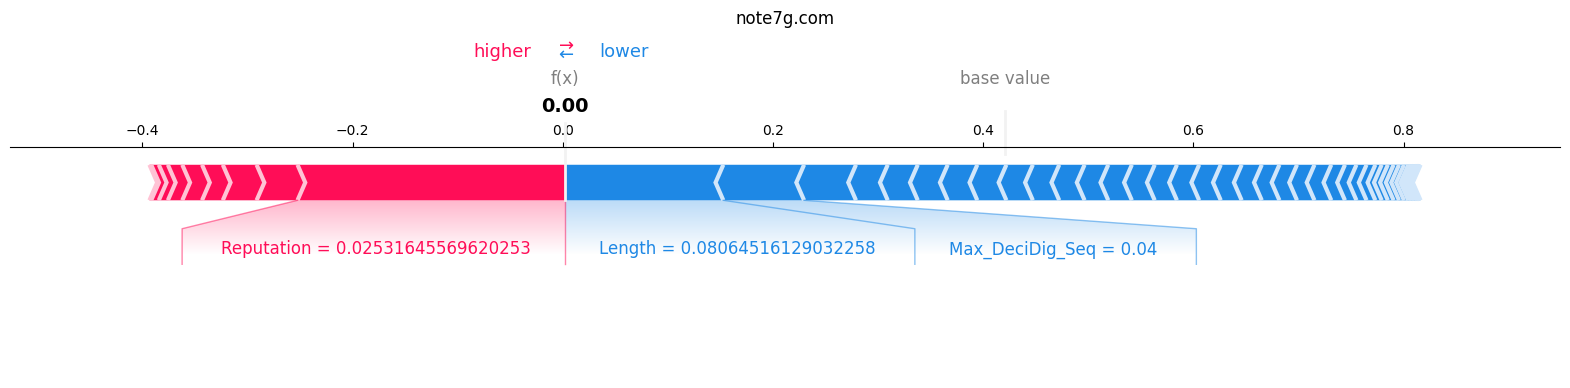 note7g.com
higher → ← lower
f(x) base value
0.00
−0.4 −0.2 0.0 0.2 0.4 0.6 0.8
Reputation = 0.02531645569620253 Length = 0.08064516129032258 Max_DeciDig_Seq = 0.04